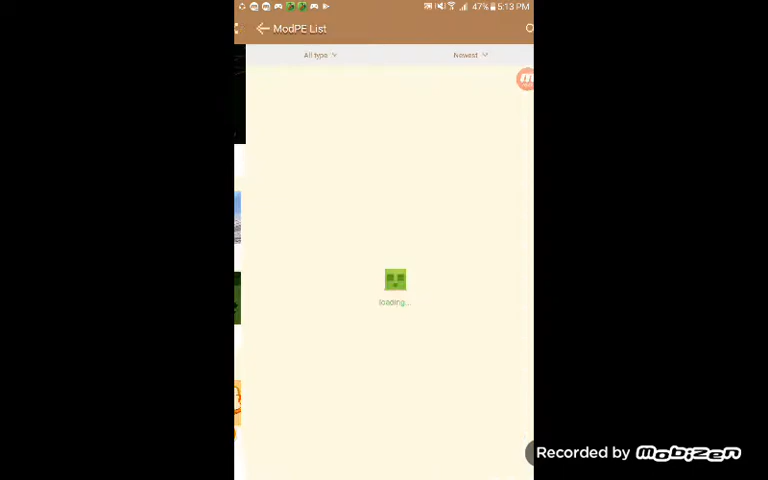 47% 5:13 PM
ModPE List
All type
Newest
loading...
Recorded by Mobizen